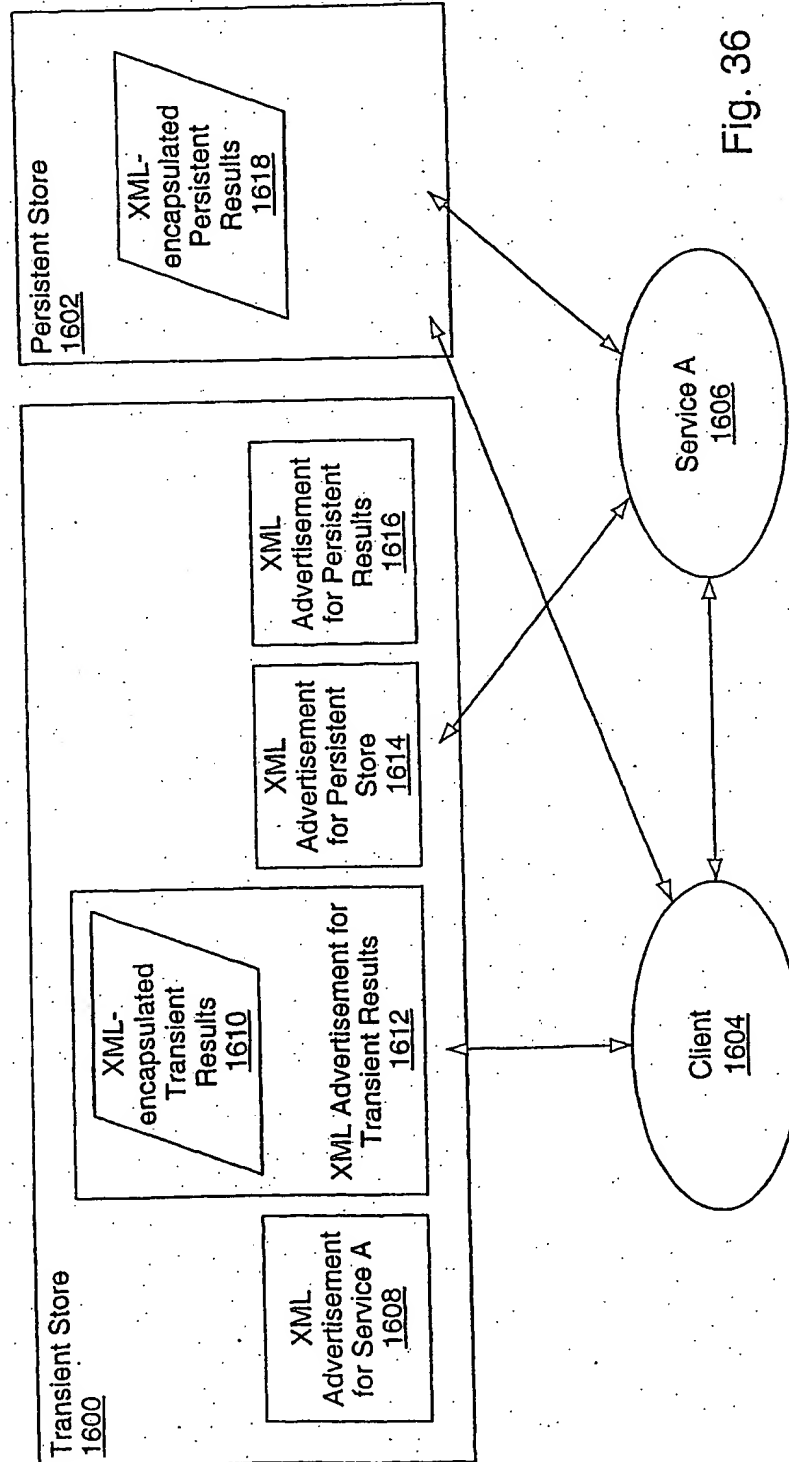 Transient Store
1600
XML
Advertisement
for Service A
1608
XML-
encapsulated
Transient
Results
1610
XML Advertisement for
Transient Results
1612
XML
Advertisement
for Persistent
Store
1614
XML
Advertisement
for Persistent
Results
1616
Persistent Store
1602
XML-
encapsulated
Persistent
Results
1618
Client
1604
Service A
1606
Fig. 36